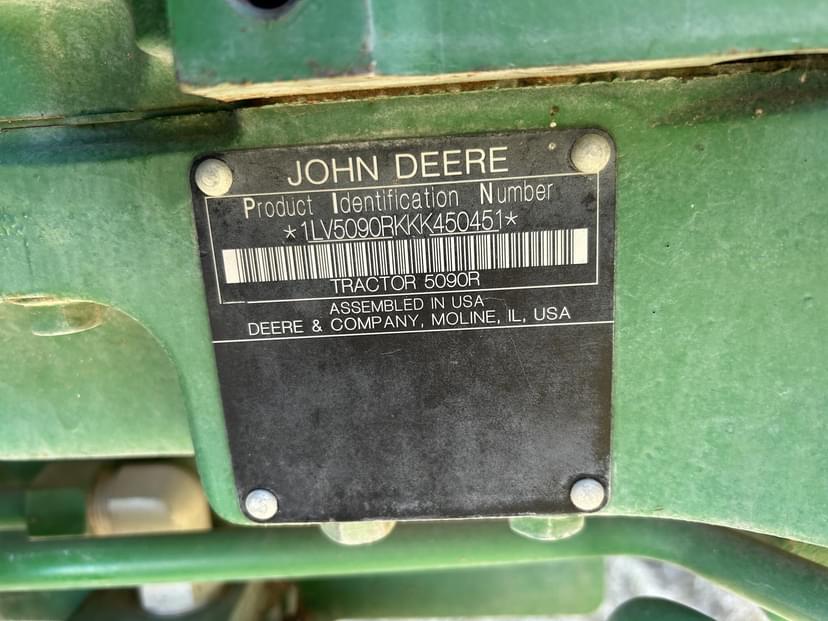 JOHN DEERE
Product Identification Number
*1LV5090RKKK450451*
TRACTOR 5090R
ASSEMBLED IN USA
DEERE & COMPANY, MOLINE, IL, USA